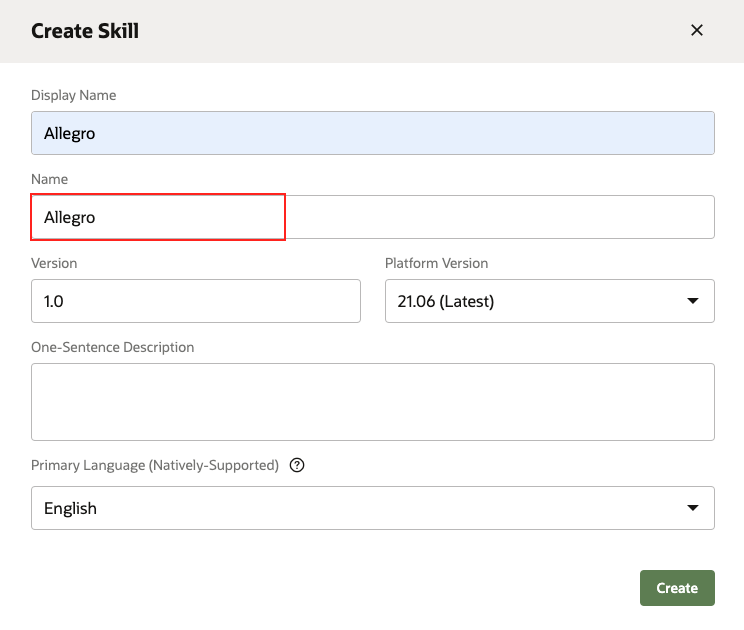 Create Skill
Display Name
Allegro
Name
Allegro
Version
Platform Version
1.0
21.06 (Latest)
One-Sentence Description
Primary Language (Natively-Supported)
English
Create